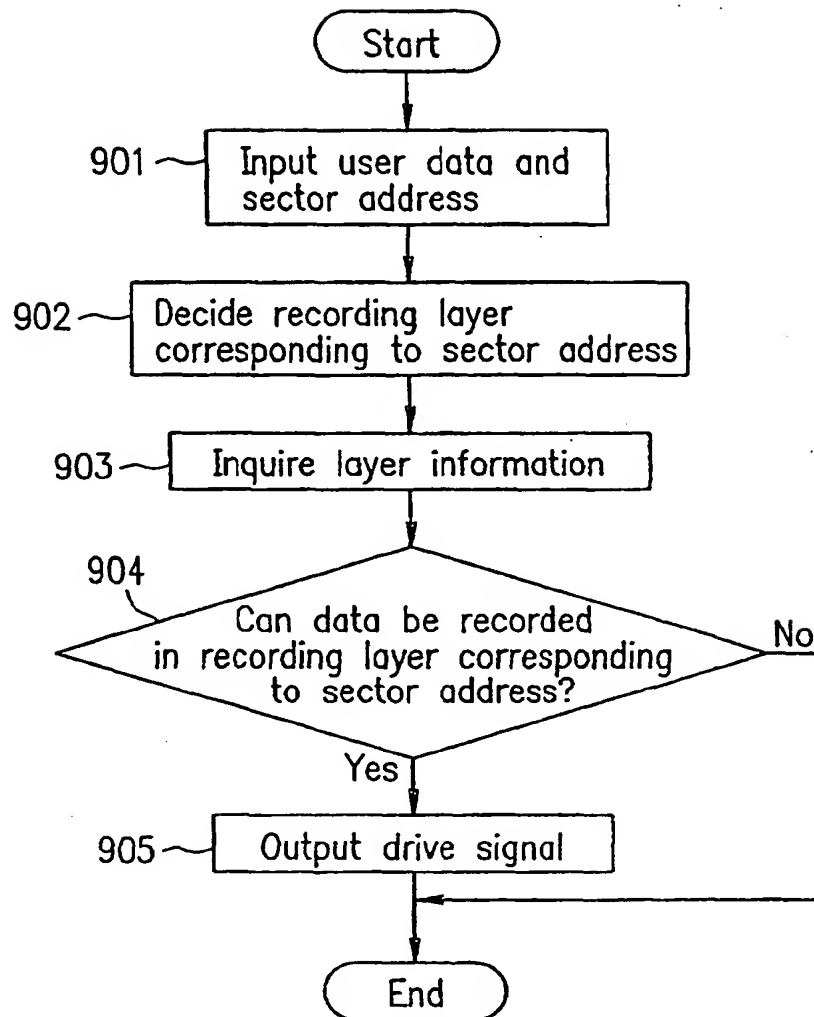 Start
901
Input user data and
sector address
902
Decide recording layer
corresponding to sector address
903
Inquire layer information
904
Can data be recorded
in recording layer corresponding
to sector address?
No
Yes
905
Output drive signal
End